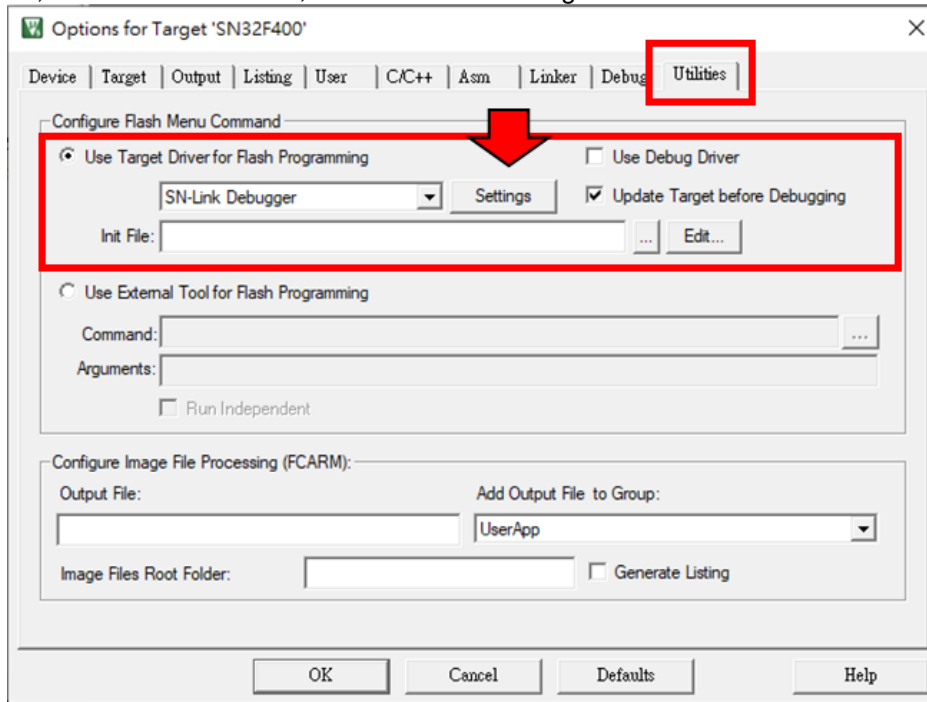 Options for Target 'SN32F400'
Device Target Output Listing User C/C++ Asm Linker Debug Utilities
Configure Flash Menu Command
Use Target Driver for Flash Programming Use Debug Driver
SN-Link Debugger Settings Update Target before Debugging
Init File: ... Edit...
Use External Tool for Flash Programming
Command: ...
Arguments:
Run Independent
Configure Image File Processing (FCARM):
Output File: Add Output File to Group:
UserApp
Image Files Root Folder: Generate Listing
OK Cancel Defaults Help